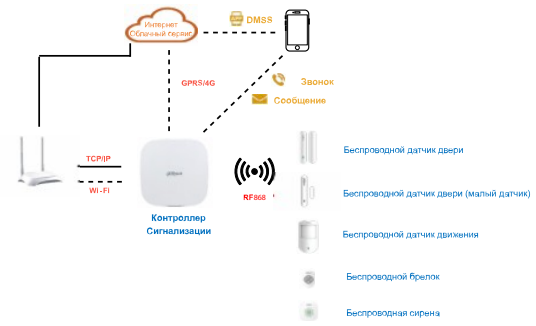 Интернет
Облачный сервис
DMSS
GPRS/4G
Звонок
Сообщение
TCP/IP
Wi-Fi
alhua
RF868
Контроллер
Сигнализации
Беспроводной датчик двери
Беспроводной датчик двери (малый датчик)
Беспроводной датчик движения
Беспроводной брелок
Беспроводная сирена